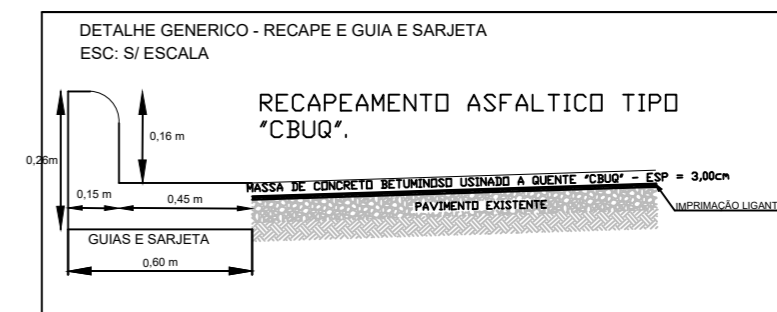 DETALHE GENERICO - RECAPE E GUIA E SARJETA
ESC: S/ ESCALA
RECAPEAMENTO ASFALTICO TIPO
"CBUQ".
0,16 m
0,26m
0,15 m
0,45 m
MASSA DE CONCRETO BETUMINOSO USINADO A QUENTE "CBUQ" - ESP = 3,00cm
PAVIMENTO EXISTENTE
IMPRIMAÇÃO LIGANT
GUIAS E SARJETA
0,60 m